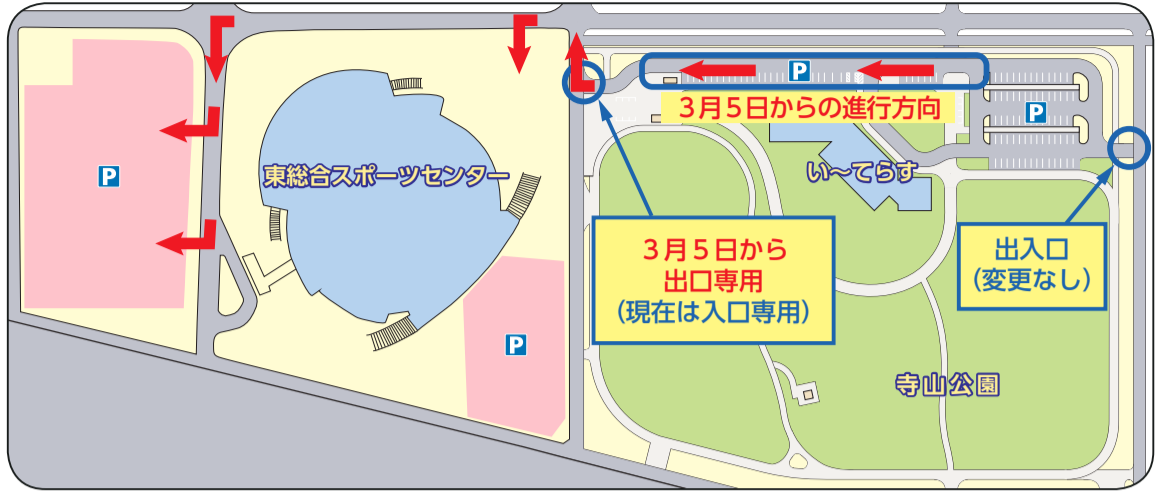 P
P
3月5日からの進行方向
P
東総合スポーツセンター
い～てらす
3月5日から
出口専用
(現在は入口専用)
出入口
(変更なし)
P
寺山公園